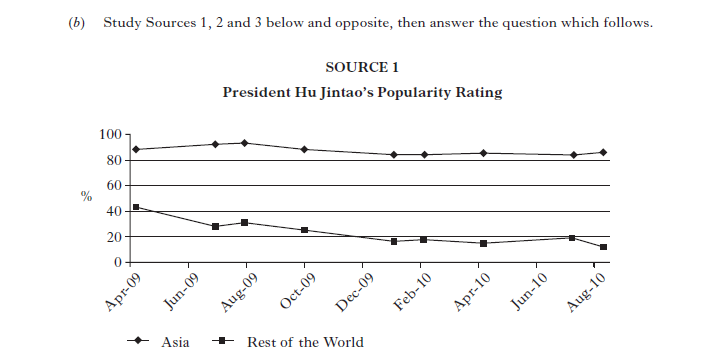 (b) Study Sources 1, 2 and 3 below and opposite, then answer the question which follows.
SOURCE 1
President Hu Jintao's Popularity Rating
100
80
60
%
40
20
0
Apr-09 Jun-09 Aug-09 Oct-09 Dec-09 Feb-10 Apr-10 Jun-10 Aug-10
Asia Rest of the World